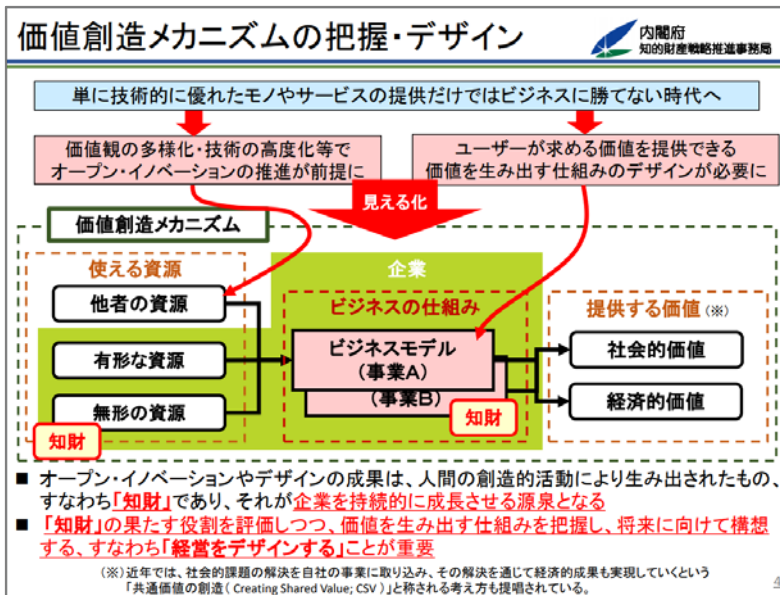 価値創造メカニズムの把握・デザイン
内閣府
知的財産戦略推進事務局
単に技術的に優れたモノやサービスの提供だけではビジネスに勝てない時代へ
価値観の多様化・技術の高度化等で
オープン・イノベーションの推進が前提に
ユーザーが求める価値を提供できる
価値を生み出す仕組みのデザインが必要に
見える化
価値創造メカニズム
使える資源
企業
他者の資源
ビジネスの仕組み
提供する価値(※)
有形な資源
ビジネスモデル
(事業A)
社会的価値
無形の資源
(事業B)
経済的価値
知財
知財
■ オープン・イノベーションやデザインの成果は、人間の創造的活動により生み出されたもの、
すなわち「知財」であり、それが企業を持続的に成長させる源泉となる
■ 「知財」の果たす役割を評価しつつ、価値を生み出す仕組みを把握し、将来に向けて構想
する、すなわち「経営をデザインする」ことが重要
(※)近年では、社会的課題の解決を自社の事業に取り込み、その解決を通じて経済的成果も実現していくという
「共通価値の創造(Creating Shared Value; CSV)」と称される考え方も提唱されている。
4